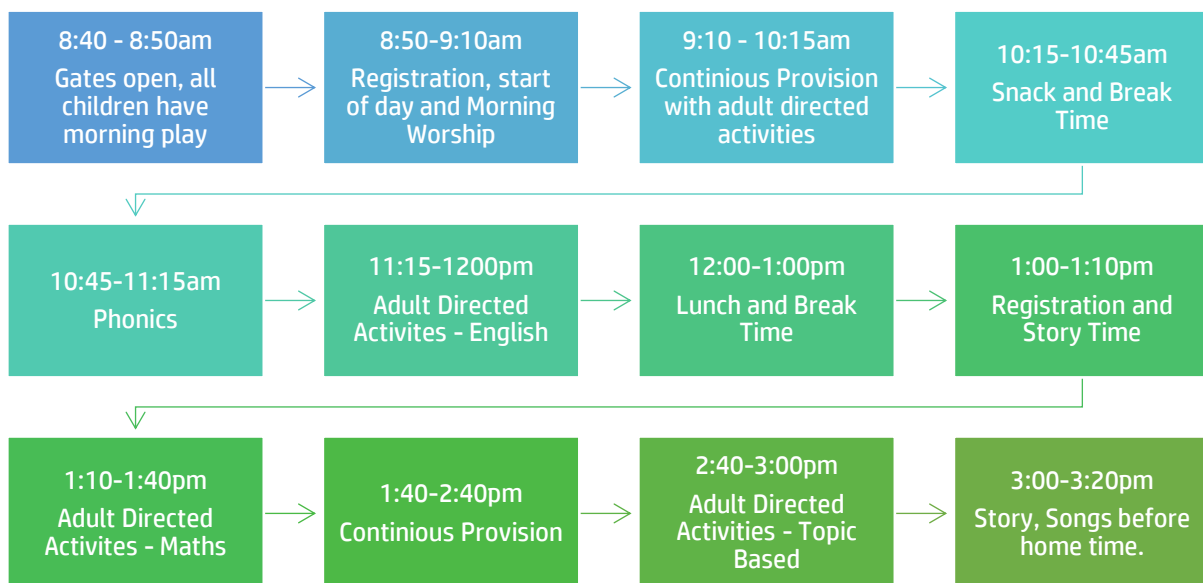 8:40 - 8:50am
Gates open, all
children have
morning play
8:50-9:10am
Registration, start
of day and Morning
Worship
9:10 - 10:15am
Continious Provision
with adult directed
activities
10:15-10:45am
Snack and Break
Time
10:45-11:15am
Phonics
11:15-1200pm
Adult Directed
Activites - English
12:00-1:00pm
Lunch and Break
Time
1:00-1:10pm
Registration and
Story Time
1:10-1:40pm
Adult Directed
Activites - Maths
1:40-2:40pm
Continious Provision
2:40-3:00pm
Adult Directed
Activities - Topic
Based
3:00-3:20pm
Story, Songs before
home time.